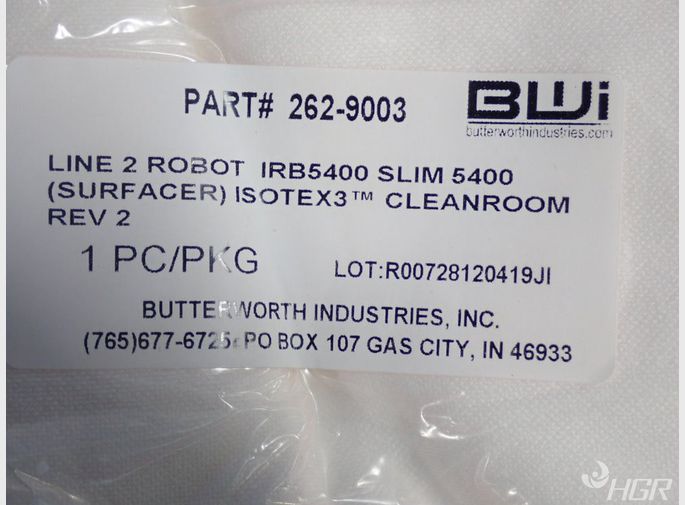 PART# 262-9003
BWi
butterworthindustries.com
LINE 2 ROBOT IRB5400 SLIM 5400
(SURFACER) ISOTEX3™ CLEANROOM
REV 2
1 PC/PKG
LOT:R00728120419JI
BUTTERWORTH INDUSTRIES, INC.
(765)677-6725: PO BOX 107 GAS CITY, IN 46933
HGR